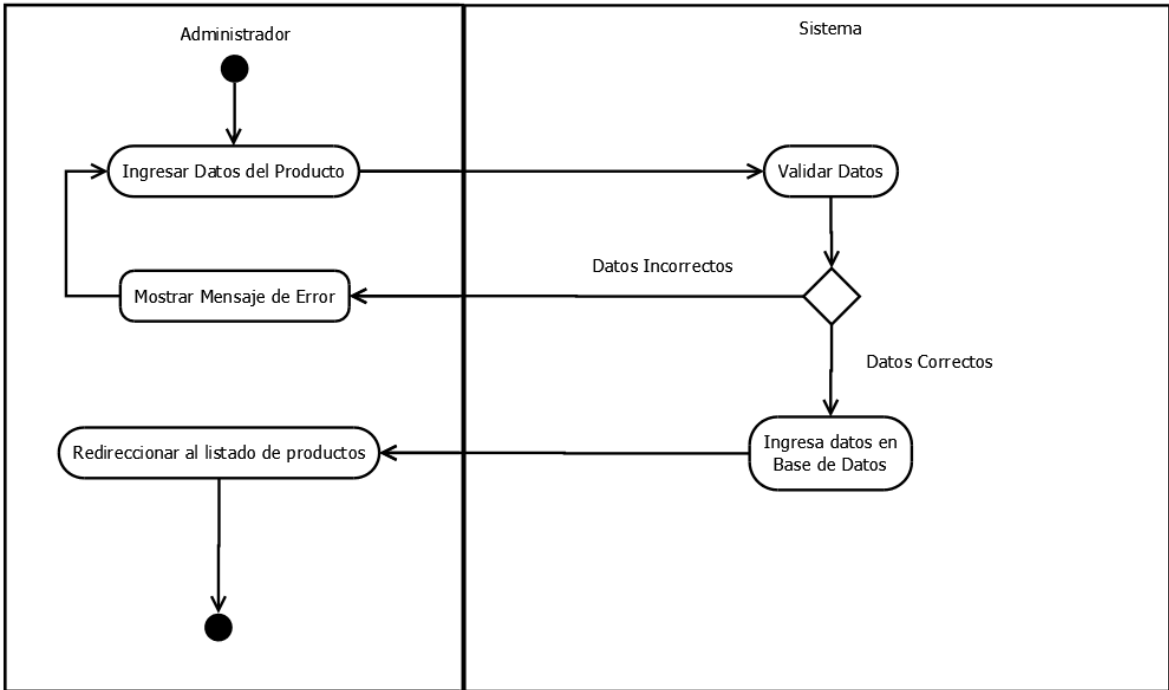 Administrador
Sistema
Ingresar Datos del Producto
Validar Datos
Datos Incorrectos
Mostrar Mensaje de Error
Datos Correctos
Redireccionar al listado de productos
Ingresa datos en
Base de Datos